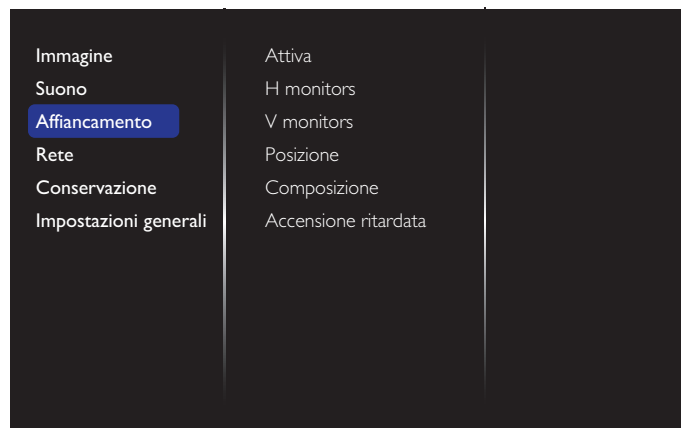 Immagine
Suono
Affiancamento
Rete
Conservazione
Impostazioni generali
Attiva
H monitors
V monitors
Posizione
Composizione
Accensione ritardata